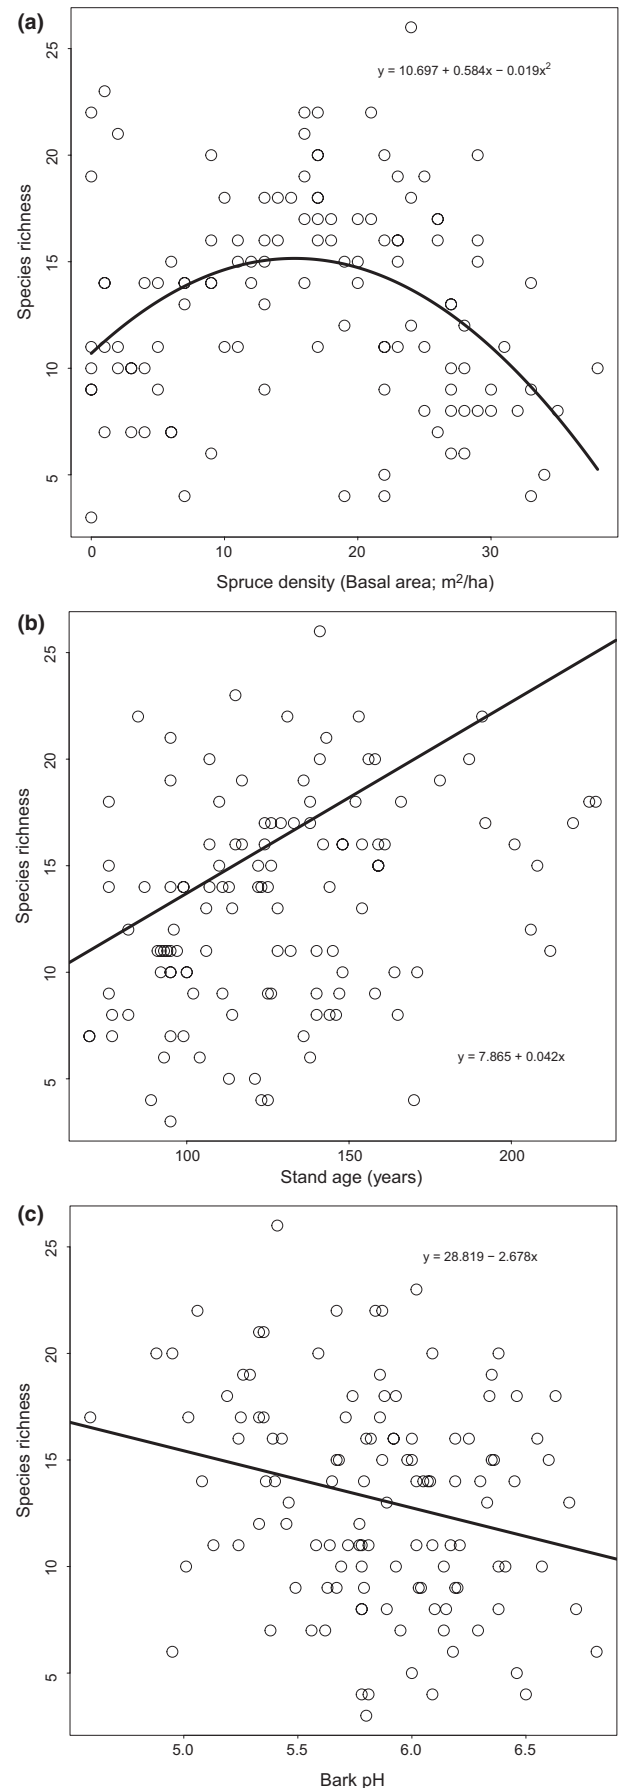 (a)
25
20
15
10
5
Species richness
y = 10.697 + 0.584x − 0.019x²
0 10 20 30
Spruce density (Basal area; m²/ha)
(b)
25
20
15
10
5
Species richness
y = 7.865 + 0.042x
100 150 200
Stand age (years)
(c)
25
20
15
10
5
Species richness
y = 28.819 − 2.678x
5.0 5.5 6.0 6.5
Bark pH